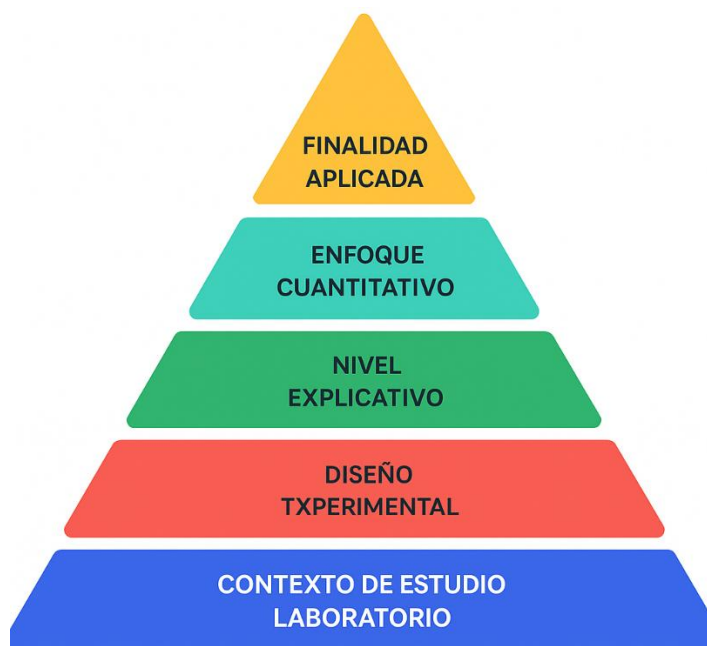 FINALIDAD
APLICADA
ENFOQUE
CUANTITATIVO
NIVEL
EXPLICATIVO
DISEÑO
TXPERIMENTAL
CONTEXTO DE ESTUDIO
LABORATORIO